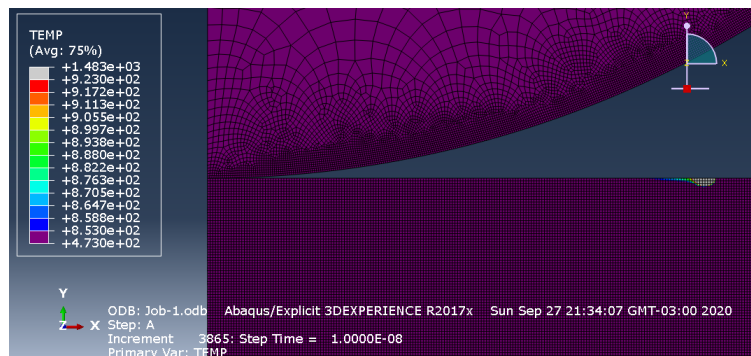 TEMP
(Avg: 75%)
+1.483e+03
+9.230e+02
+9.172e+02
+9.113e+02
+9.055e+02
+8.997e+02
+8.938e+02
+8.880e+02
+8.822e+02
+8.763e+02
+8.705e+02
+8.647e+02
+8.588e+02
+8.530e+02
+4.730e+02
Y
Z X
Y
Z X
ODB: Job-1.odb Abaqus/Explicit 3DEXPERIENCE R2017x Sun Sep 27 21:34:07 GMT-03:00 2020
Step: A
Increment 3865: Step Time = 1.0000E-08
Primary Var: TEMP